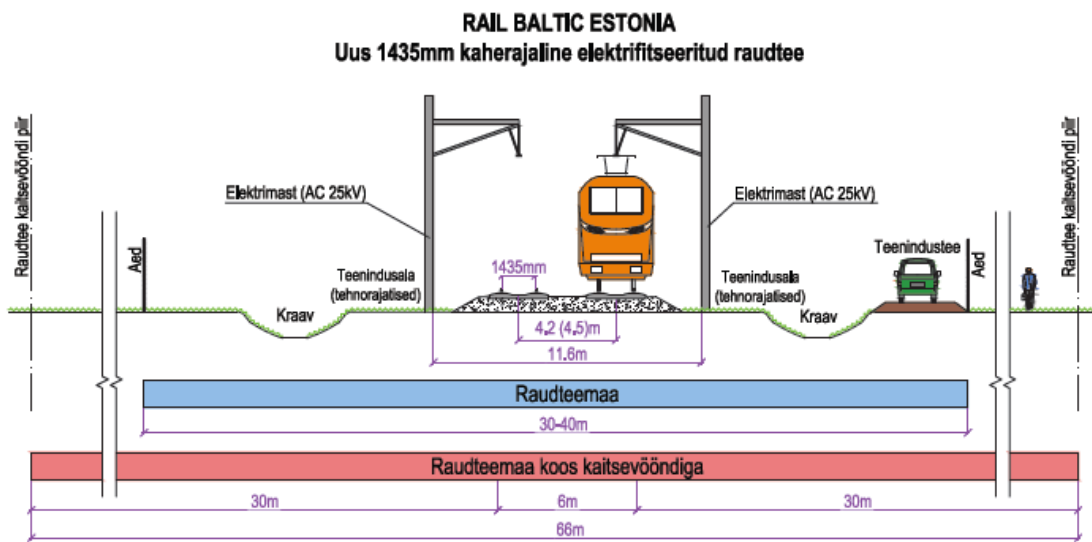 RAIL BALTIC ESTONIA
Uus 1435mm kaherajaline elektrifitseeritud raudtee
Raudtee kaitsevööndi piir
Raudtee kaitsevööndi piir
Elektrimast (AC 25kV)
Elektrimast (AC 25kV)
Aed
Teenindustee
Aed
1435mm
Teenindusala
(tehnorajatised)
Teenindusala
(tehnorajatised)
Kraav
Kraav
4.2 (4.5)m
11.6m
Raudteemaa
30-40m
Raudteemaa koos kaitsevööndiga
30m
6m
30m
66m